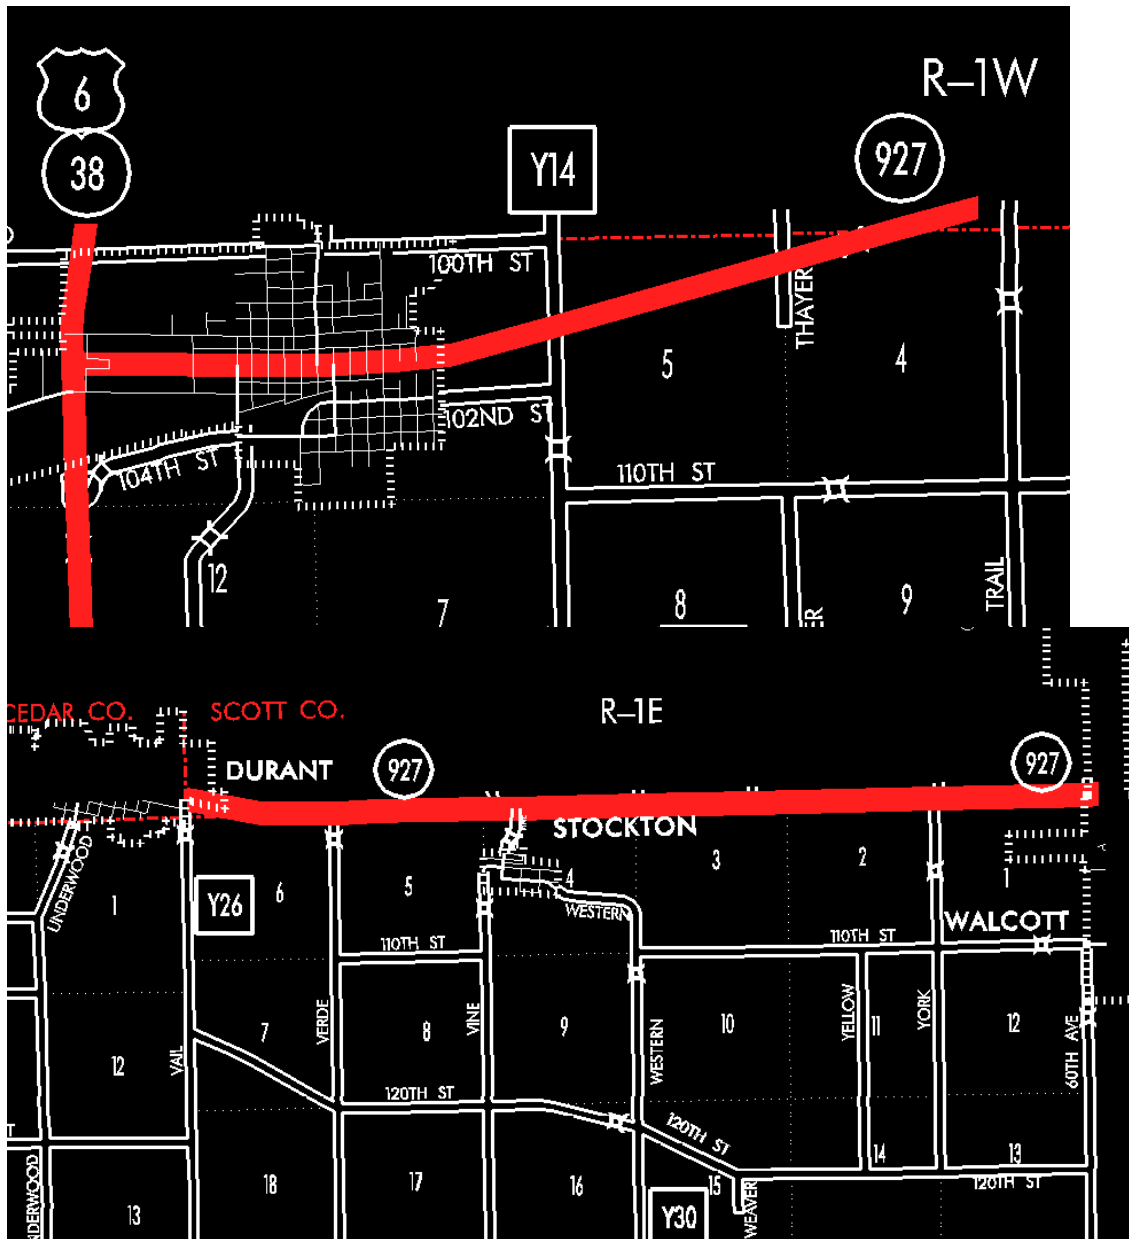 6
R–1W
38
Y14
927
100TH ST
THAYER
5
4
102ND ST
104TH ST
110TH ST
12
7
8
9
TRAIL
CEDAR CO.
SCOTT CO.
R–1E
DURANT
927
927
STOCKTON
UNDERWOOD
1
Y26
6
5
4
3
2
1
WESTERN
WALCOTT
110TH ST
110TH ST
12
VAIL
7
VERDE
8
VINE
9
WESTERN
10
YELLOW
11
YORK
12
60TH AVE
120TH ST
120TH ST
13
18
17
16
15
14
13
120TH ST
WEAVER
Y30